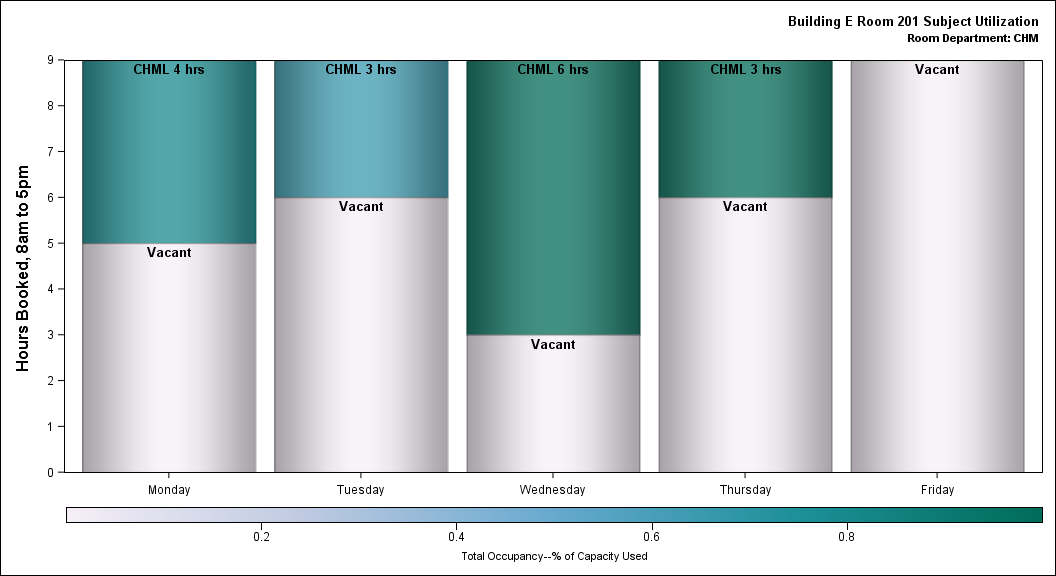 Building E Room 201 Subject Utilization
Room Department: CHM
Hours Booked, 8am to 5pm
9
8
7
6
5
4
3
2
1
0
CHML 4 hrs
Vacant
CHML 3 hrs
Vacant
CHML 6 hrs
Vacant
CHML 3 hrs
Vacant
Vacant
Monday
Tuesday
Wednesday
Thursday
Friday
0.2
0.4
0.6
0.8
Total Occupancy--% of Capacity Used